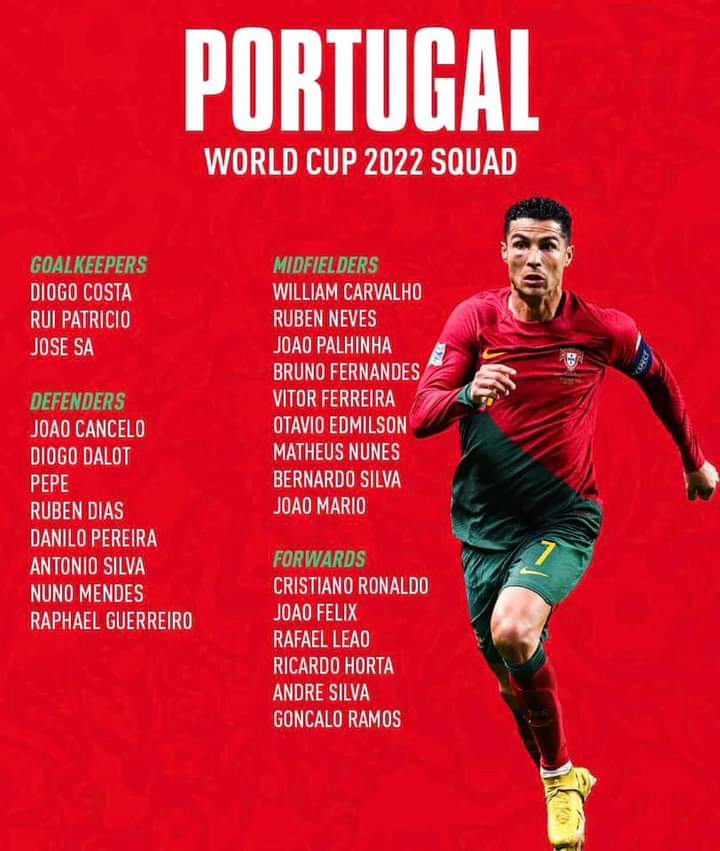 PORTUGAL
WORLD CUP 2022 SQUAD
GOALKEEPERS
DIOGO COSTA
RUI PATRICIO
JOSE SA
DEFENDERS
JOAO CANCELO
DIOGO DALOT
PEPE
RUBEN DIAS
DANILO PEREIRA
ANTONIO SILVA
NUNO MENDES
RAPHAEL GUERREIRO
MIDFIELDERS
WILLIAM CARVALHO
RUBEN NEVES
JOAO PALHINHA
BRUNO FERNANDES
VITOR FERREIRA
OTAVIO EDMILSON
MATHEUS NUNES
BERNARDO SILVA
JOAO MARIO
FORWARDS
CRISTIANO RONALDO
JOAO FELIX
RAFAEL LEAO
RICARDO HORTA
ANDRE SILVA
GONCALO RAMOS
7